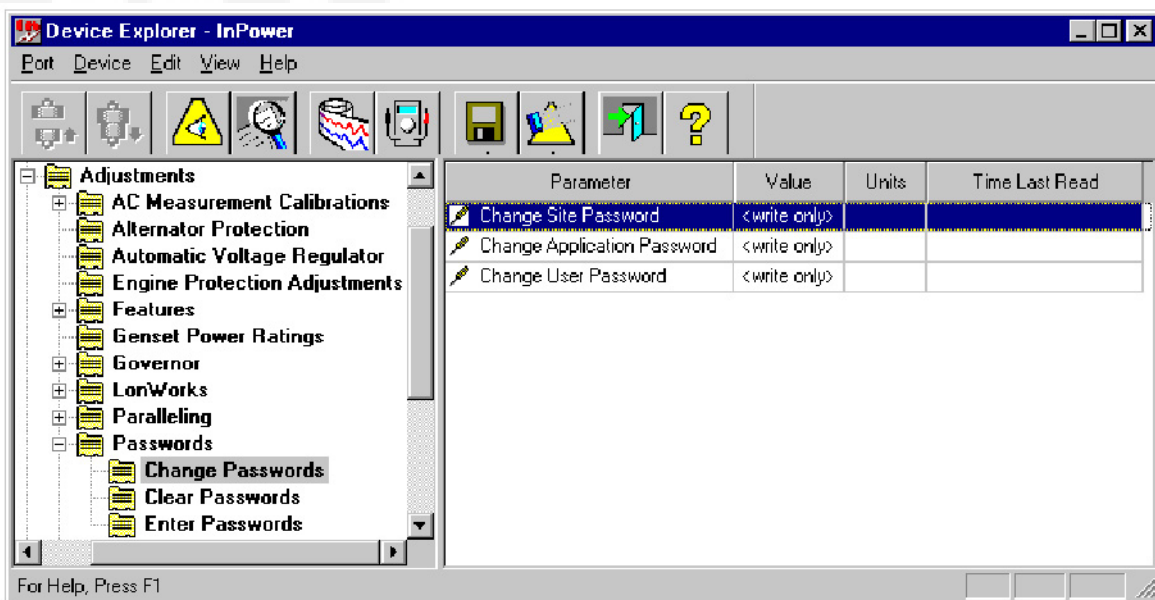 Device Explorer - InPower
Port Device Edit View Help
Adjustments
AC Measurement Calibrations
Alternator Protection
Automatic Voltage Regulator
Engine Protection Adjustments
Features
Genset Power Ratings
Governor
LonWorks
Paralleling
Passwords
Change Passwords
Clear Passwords
Enter Passwords
Parameter Value Units Time Last Read
Change Site Password <write only>
Change Application Password <write only>
Change User Password <write only>
For Help, Press F1